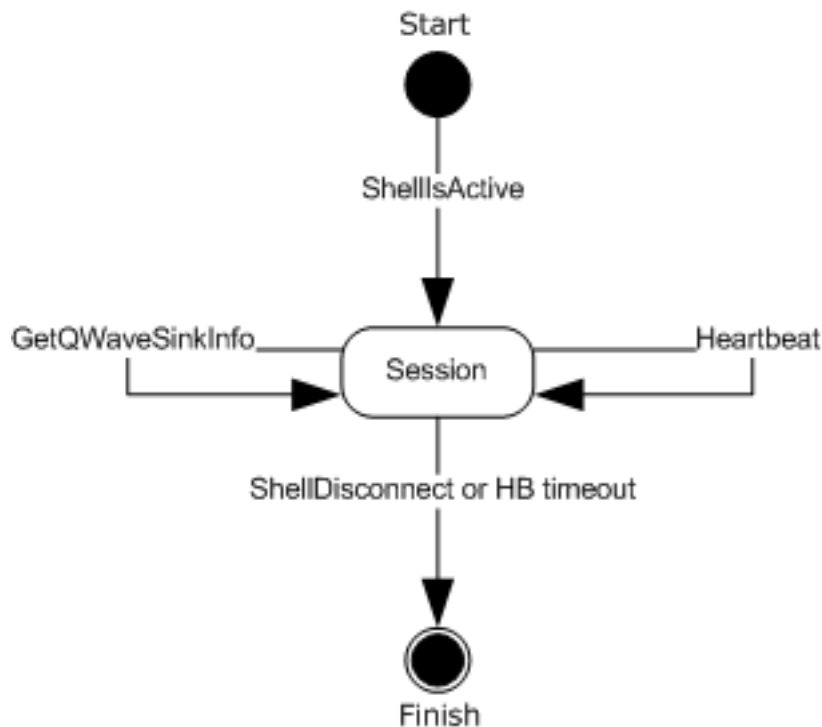 Start
ShellIsActive
GetQWaveSinkInfo
Heartbeat
Session
ShellDisconnect or HB timeout
Finish